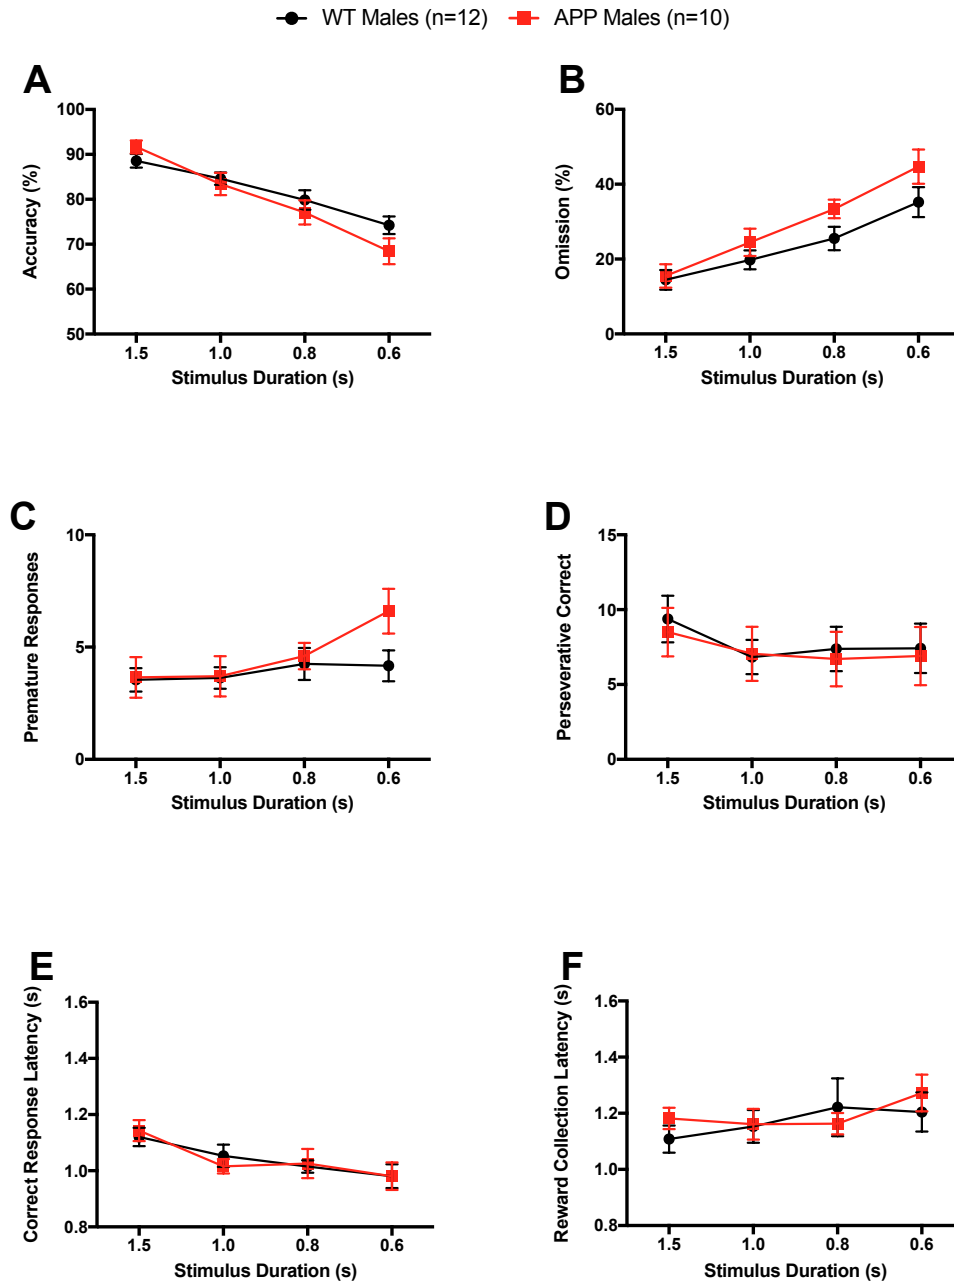 WT Males (n=12) APP Males (n=10)
A
B
Accuracy (%)
100
90
80
70
60
50
1.5 1.0 0.8 0.6
Stimulus Duration (s)
Omission (%)
60
40
20
0
1.5 1.0 0.8 0.6
Stimulus Duration (s)
C
D
Premature Responses
10
5
0
1.5 1.0 0.8 0.6
Stimulus Duration (s)
Perseverative Correct
15
10
5
0
1.5 1.0 0.8 0.6
Stimulus Duration (s)
E
F
Correct Response Latency (s)
1.6
1.4
1.2
1.0
0.8
1.5 1.0 0.8 0.6
Stimulus Duration (s)
Reward Collection Latency (s)
1.6
1.4
1.2
1.0
0.8
1.5 1.0 0.8 0.6
Stimulus Duration (s)